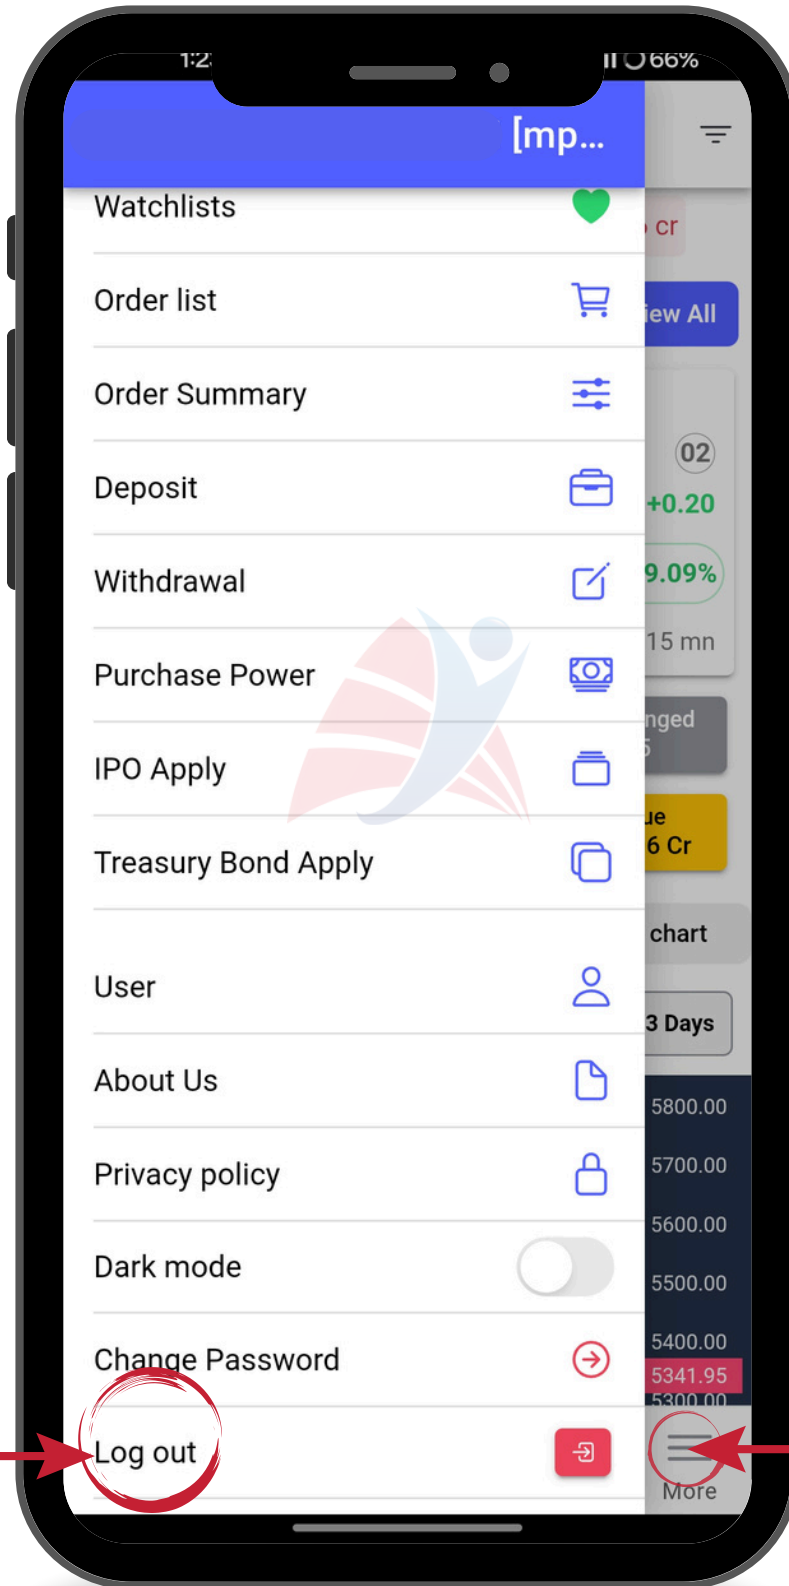 66%
[mp...
Watchlists
cr
Order list
iew All
Order Summary
02
Deposit
+0.20
Withdrawal
9.09%
15 mn
Purchase Power
nged
IPO Apply
ue
6 Cr
Treasury Bond Apply
chart
User
3 Days
About Us
5800.00
Privacy policy
5700.00
5600.00
Dark mode
5500.00
Change Password
5400.00
5341.95
5300.00
Log out
More